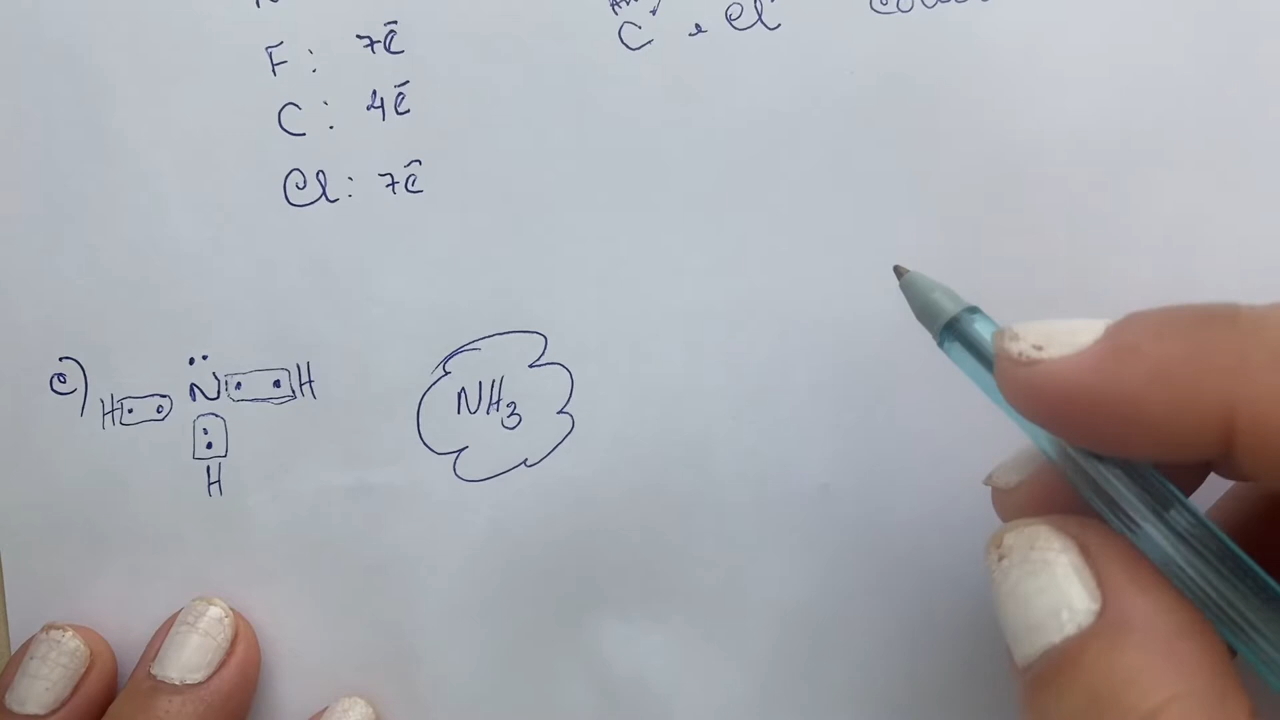 F: 7ē
C: 4ē
Cl: 7ē
C e Cl
e) H : N̈ : H
:
H
NH₃